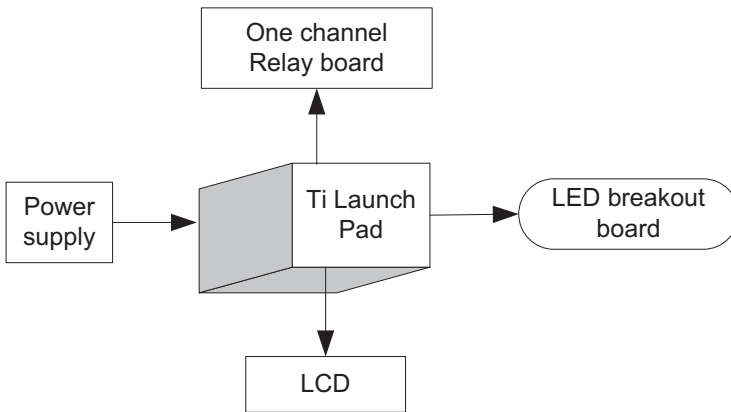 One channel
Relay board
Power
supply
Ti Launch
Pad
LED breakout
board
LCD